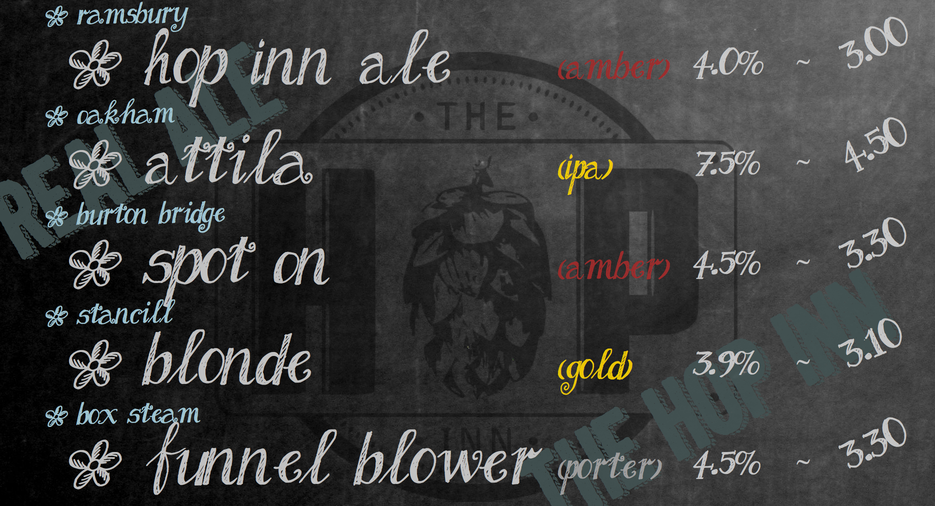 ramsbury
hop inn ale (amber) 4.0% ~ 3.00
oakham
attila (ipa) 7.5% ~ 4.50
burton bridge
spot on (amber) 4.5% ~ 3.30
stancill
blonde (gold) 3.9% ~ 3.10
box steam
funnel blower (porter) 4.5% ~ 3.30
REAL ALE
THE HOP INN
THE
H P
INN